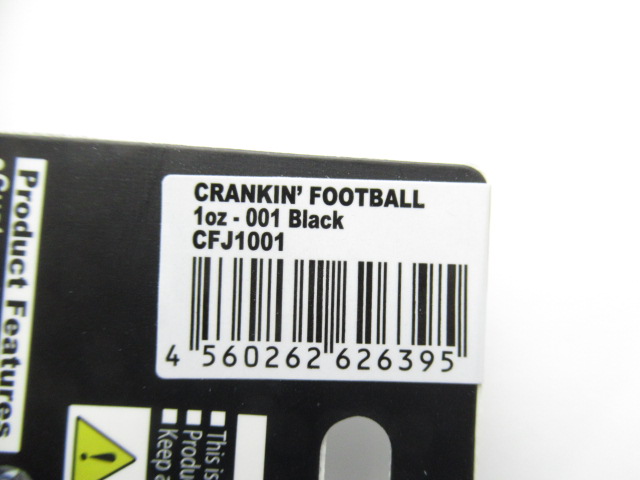 CRANKIN' FOOTBALL
1oz - 001 Black
CFJ1001
4 560262 626395
Product Features
This is
Produ
Keep a